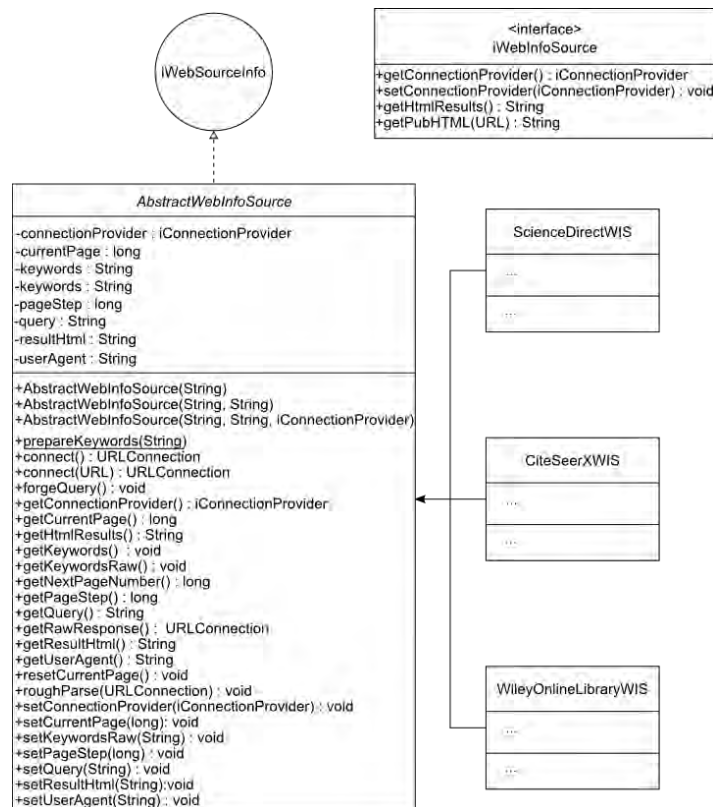 iWebSourceInfo
<interface>
iWebInfoSource
+getConnectionProvider() : iConnectionProvider
+setConnectionProvider(iConnectionProvider) : void
+getHtmlResults() : String
+getPubHTML(URL) : String
AbstractWebInfoSource
-connectionProvider : iConnectionProvider
-currentPage : long
-keywords : String
-keywords : String
-pageStep : long
-query : String
-resultHtml : String
-userAgent : String
+AbstractWebInfoSource(String)
+AbstractWebInfoSource(String, String)
+AbstractWebInfoSource(String, String, iConnectionProvider)
+prepareKeywords(String)
+connect() : URLConnection
+connect(URL) : URLConnection
+forgeQuery() : void
+getConnectionProvider() : iConnectionProvider
+getCurrentPage() : long
+getHtmlResults() : String
+getKeywords() : void
+getKeywordsRaw() : void
+getNextPageNumber() : long
+getPageStep() : long
+getQuery() : String
+getRawResponse() : URLConnection
+getResultHtml() : String
+getUserAgent() : String
+resetCurrentPage() : void
+roughParse(URLConnection) : void
+setConnectionProvider(iConnectionProvider) : void
+setCurrentPage(long): void
+setKeywordsRaw(String) : void
+setPageStep(long) : void
+setQuery(String) : void
+setResultHtml(String):void
+setUserAgent(String) : void
ScienceDirectWIS
...
...
CiteSeerXWIS
...
...
WileyOnlineLibraryWIS
...
...